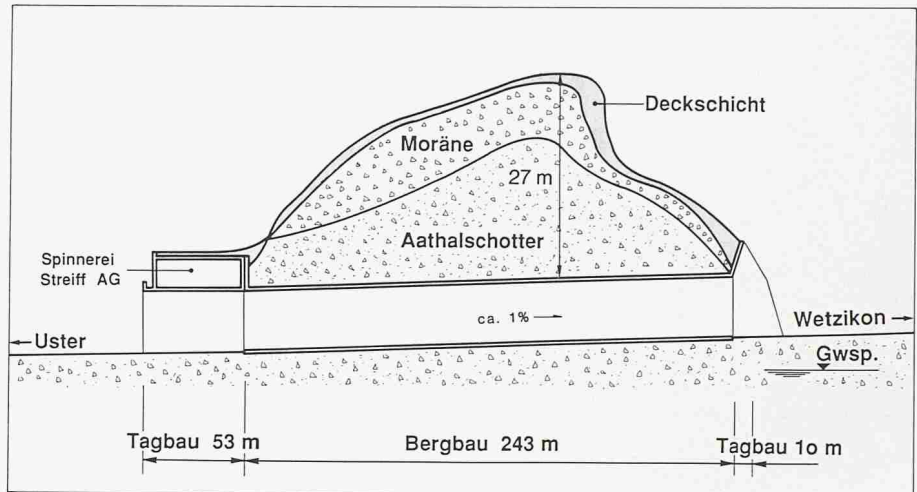 Deckschicht
Moräne
27 m
Aathalschotter
Spinnerei
Streiff AG
ca. 1%
Uster
Wetzikon
Gwsp.
Tagbau 53 m
Bergbau 243 m
Tagbau 1o m